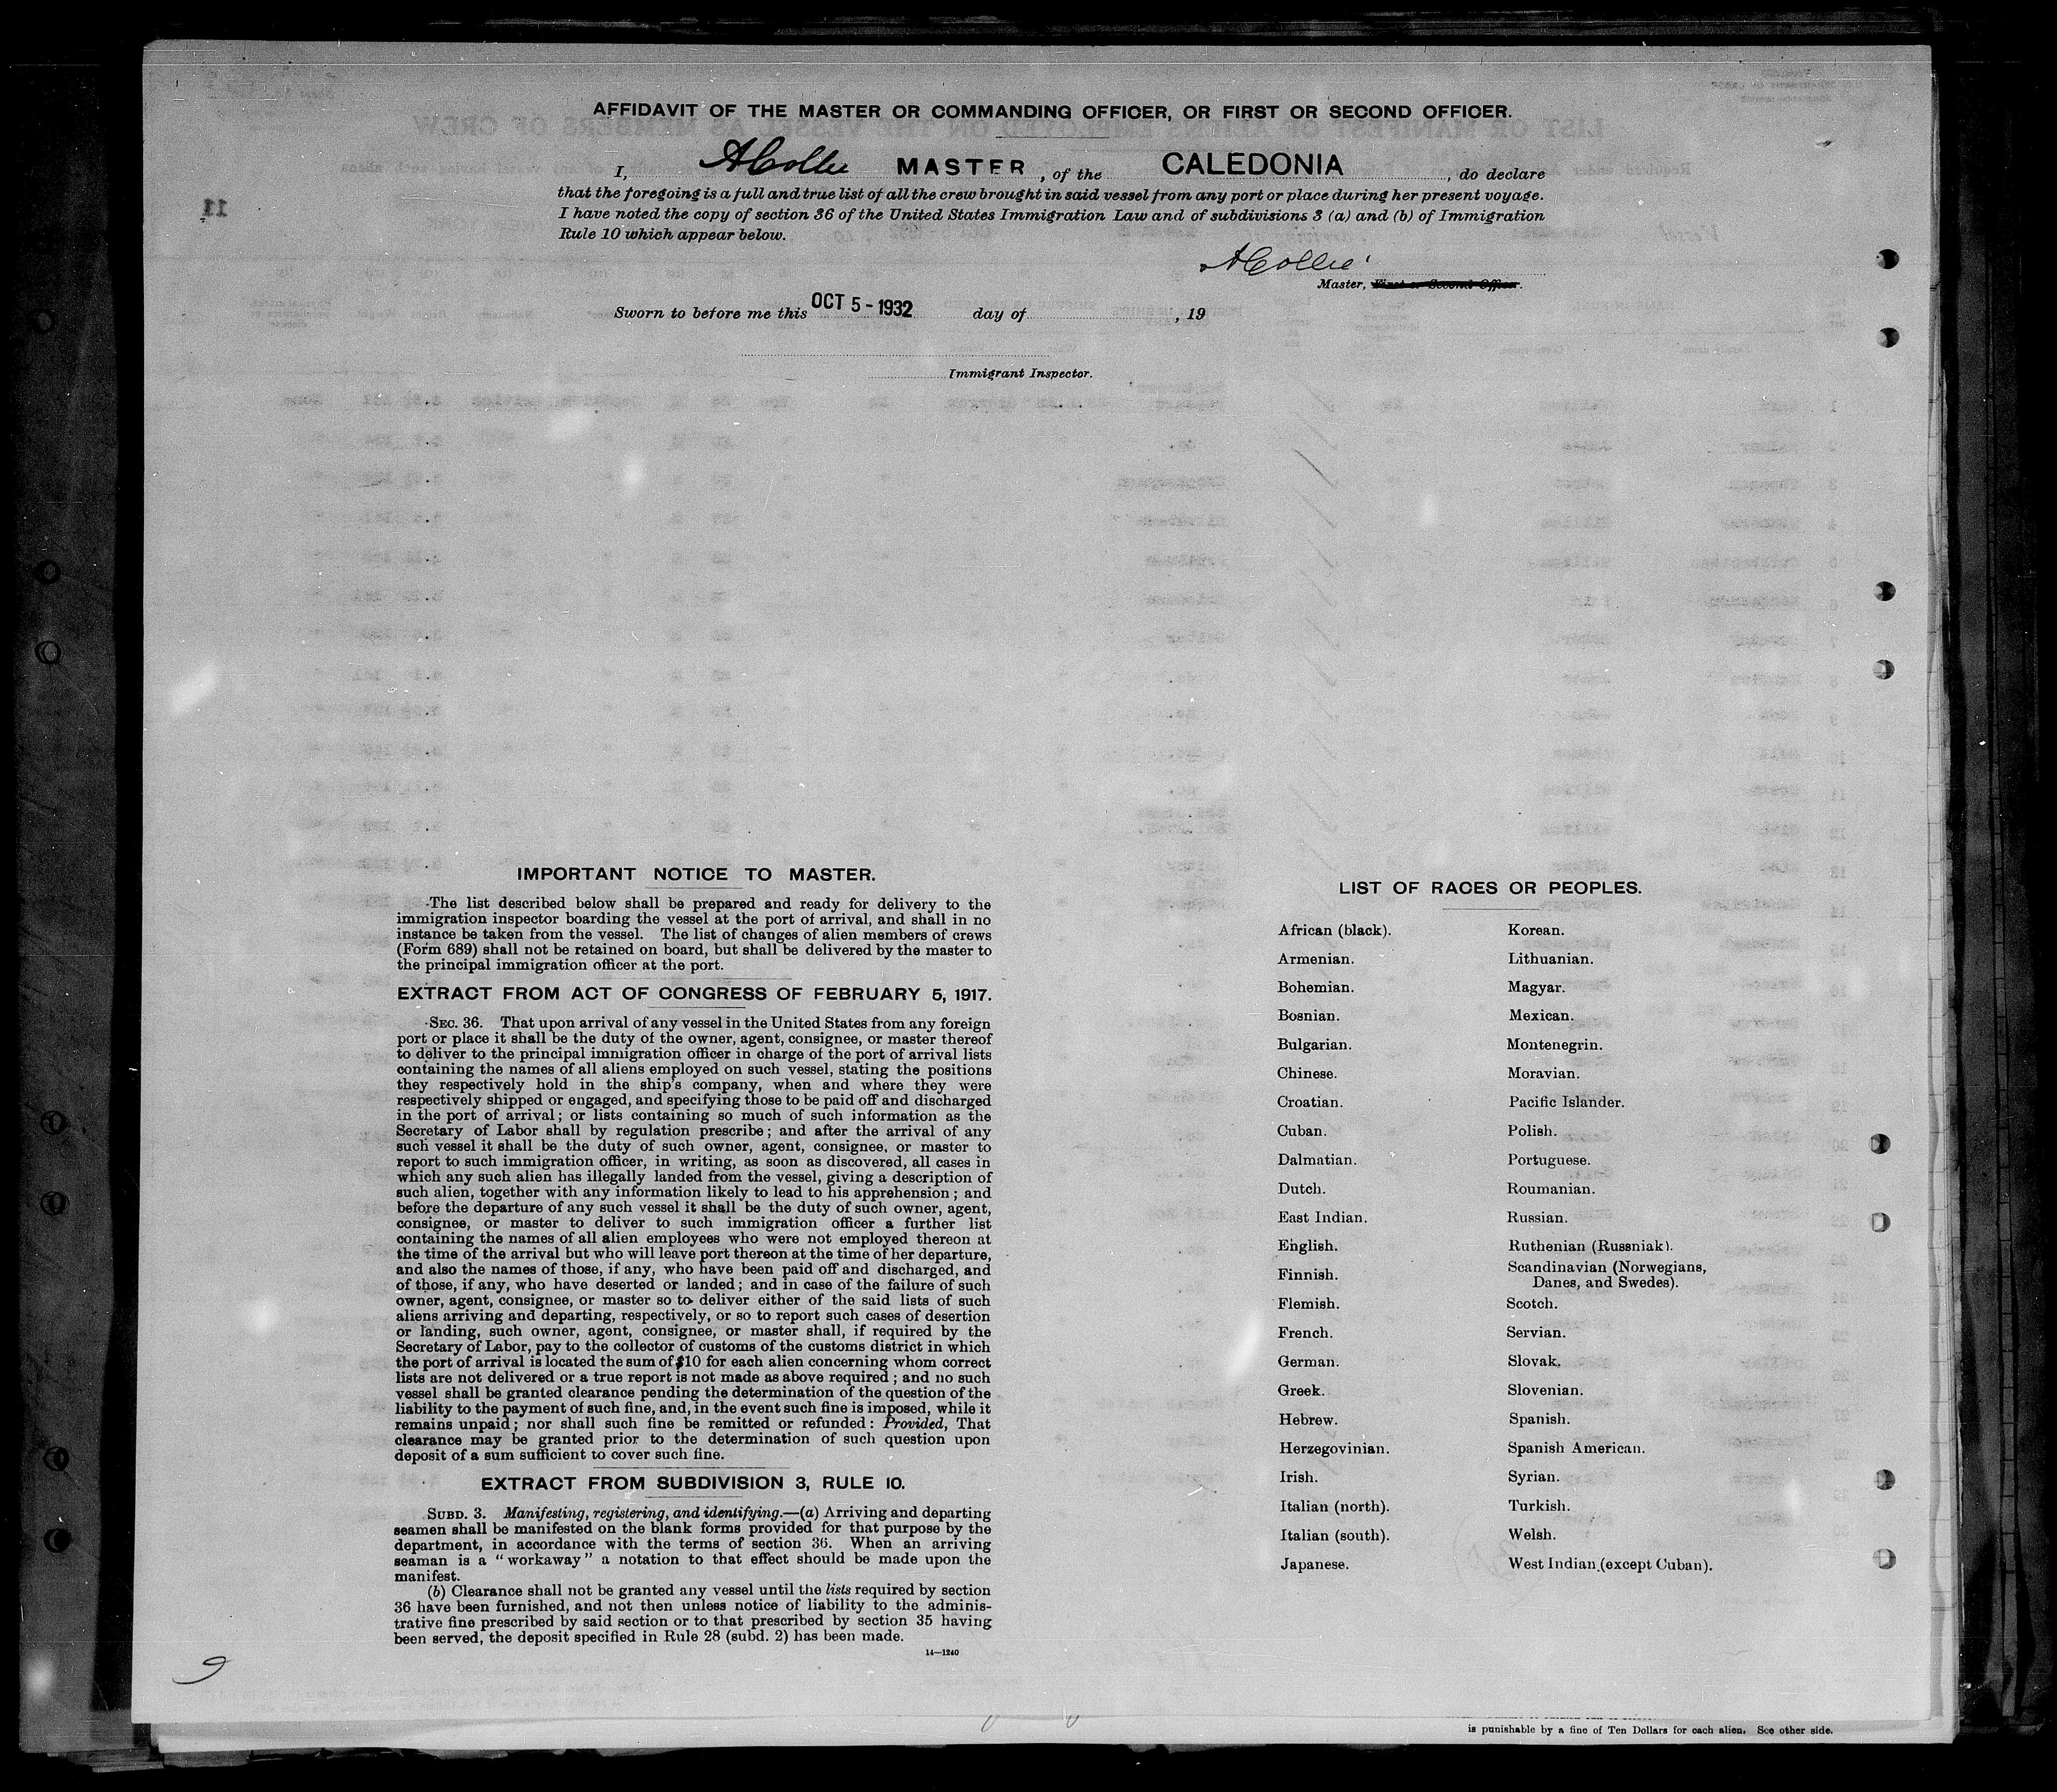 AFFIDAVIT OF THE MASTER OR COMMANDING OFFICER, OR FIRST OR SECOND OFFICER.
I, A Collie MASTER, of the CALEDONIA, do declare
that the foregoing is a full and true list of all the crew brought in said vessel from any port or place during her present voyage.
I have noted the copy of section 36 of the United States Immigration Law and of subdivisions 3 (a) and (b) of Immigration
Rule 10 which appear below.
A Collie
Master, First or Second Officer.
Sworn to before me this OCT 5 - 1932 day of , 19
Immigrant Inspector.
11
IMPORTANT NOTICE TO MASTER.
The list described below shall be prepared and ready for delivery to the
immigration inspector boarding the vessel at the port of arrival, and shall in no
instance be taken from the vessel. The list of changes of alien members of crews
(Form 689) shall not be retained on board, but shall be delivered by the master to
the principal immigration officer at the port.
EXTRACT FROM ACT OF CONGRESS OF FEBRUARY 5, 1917.
SEC. 36. That upon arrival of any vessel in the United States from any foreign
port or place it shall be the duty of the owner, agent, consignee, or master thereof
to deliver to the principal immigration officer in charge of the port of arrival lists
containing the names of all aliens employed on such vessel, stating the positions
they respectively hold in the ship's company, when and where they were
respectively shipped or engaged, and specifying those to be paid off and discharged
in the port of arrival; or lists containing so much of such information as the
Secretary of Labor shall by regulation prescribe; and after the arrival of any
such vessel it shall be the duty of such owner, agent, consignee, or master to
report to such immigration officer, in writing, as soon as discovered, all cases in
which any such alien has illegally landed from the vessel, giving a description of
such alien, together with any information likely to lead to his apprehension; and
before the departure of any such vessel it shall be the duty of such owner, agent,
consignee, or master to deliver to such immigration officer a further list
containing the names of all alien employees who were not employed thereon at
the time of the arrival but who will leave port thereon at the time of her departure,
and also the names of those, if any, who have been paid off and discharged, and
of those, if any, who have deserted or landed; and in case of the failure of such
owner, agent, consignee, or master so to deliver either of the said lists of such
aliens arriving and departing, respectively, or so to report such cases of desertion
or landing, such owner, agent, consignee, or master shall, if required by the
Secretary of Labor, pay to the collector of customs of the customs district in which
the port of arrival is located the sum of $10 for each alien concerning whom correct
lists are not delivered or a true report is not made as above required; and no such
vessel shall be granted clearance pending the determination of the question of the
liability to the payment of such fine, and, in the event such fine is imposed, while it
remains unpaid; nor shall such fine be remitted or refunded: Provided, That
clearance may be granted prior to the determination of such question upon
deposit of a sum sufficient to cover such fine.
EXTRACT FROM SUBDIVISION 3, RULE 10.
SUBD. 3. Manifesting, registering, and identifying.—(a) Arriving and departing
seamen shall be manifested on the blank forms provided for that purpose by the
department, in accordance with the terms of section 36. When an arriving
seaman is a "workaway" a notation to that effect should be made upon the
manifest.
(b) Clearance shall not be granted any vessel until the lists required by section
36 have been furnished, and not then unless notice of liability to the adminis-
trative fine prescribed by said section or to that prescribed by section 35 having
been served, the deposit specified in Rule 28 (subd. 2) has been made.
14—1240
9
LIST OF RACES OR PEOPLES.
African (black).
Armenian.
Bohemian.
Bosnian.
Bulgarian.
Chinese.
Croatian.
Cuban.
Dalmatian.
Dutch.
East Indian.
English.
Finnish.
Flemish.
French.
German.
Greek.
Hebrew.
Herzegovinian.
Irish.
Italian (north).
Italian (south).
Japanese.
Korean.
Lithuanian.
Magyar.
Mexican.
Montenegrin.
Moravian.
Pacific Islander.
Polish.
Portuguese.
Roumanian.
Russian.
Ruthenian (Russniak).
Scandinavian (Norwegians,
Danes, and Swedes).
Scotch.
Servian.
Slovak.
Slovenian.
Spanish.
Spanish American.
Syrian.
Turkish.
Welsh.
West Indian (except Cuban).
is punishable by a fine of Ten Dollars for each alien. See other side.